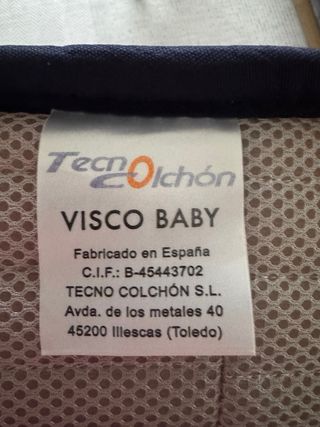 Tecno
Colchón
VISCO BABY
Fabricado en España
C.I.F.: B-45443702
TECNO COLCHÓN S.L.
Avda. de los metales 40
45200 Illescas (Toledo)